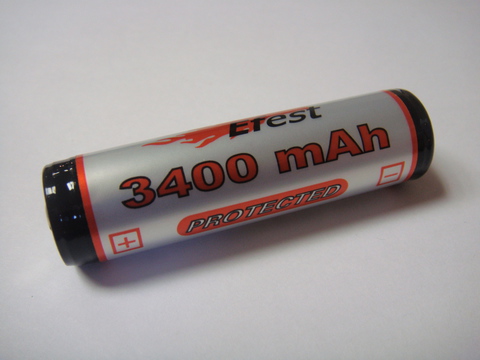 Efest
3400 mAh
PROTECTED
+ -